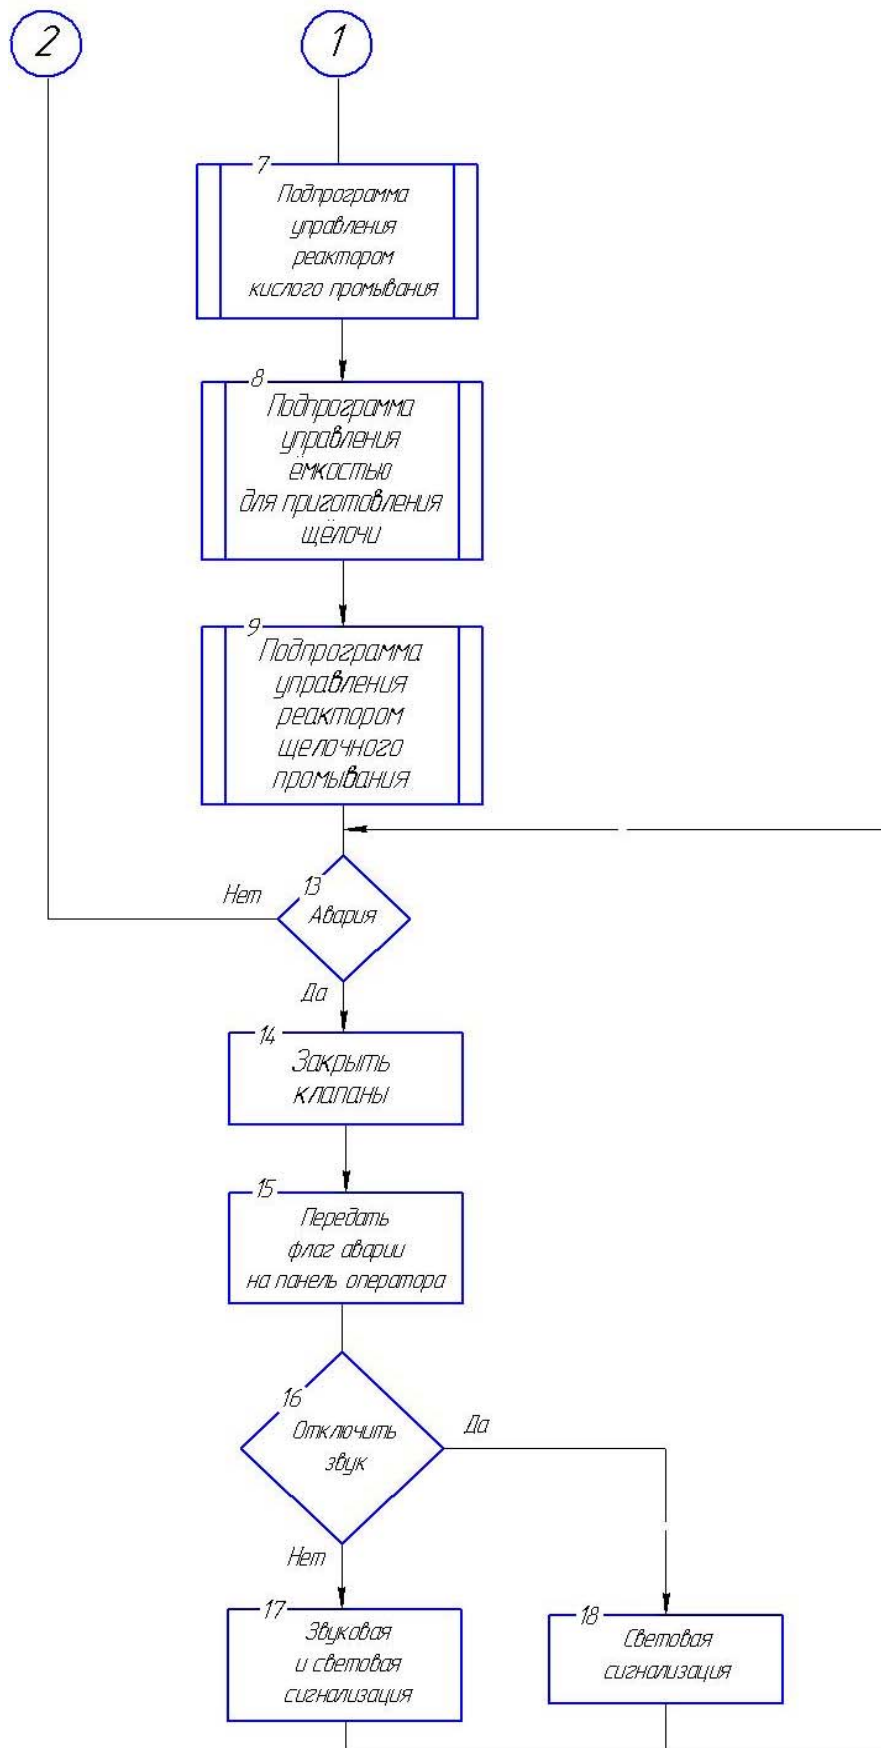 2
1
7
Подпрограмма
управления
реактором
кислого промывания
8
Подпрограмма
управления
ёмкостью
для приготовления
щёлочи
9
Подпрограмма
управления
реактором
щелочного
промывания
13
Авария
Нет
Да
14
Закрыть
клапаны
15
Передать
флаг аварии
на панель оператора
16
Отключить
звук
Да
Нет
17
Звуковая
и световая
сигнализация
18
Световая
сигнализация